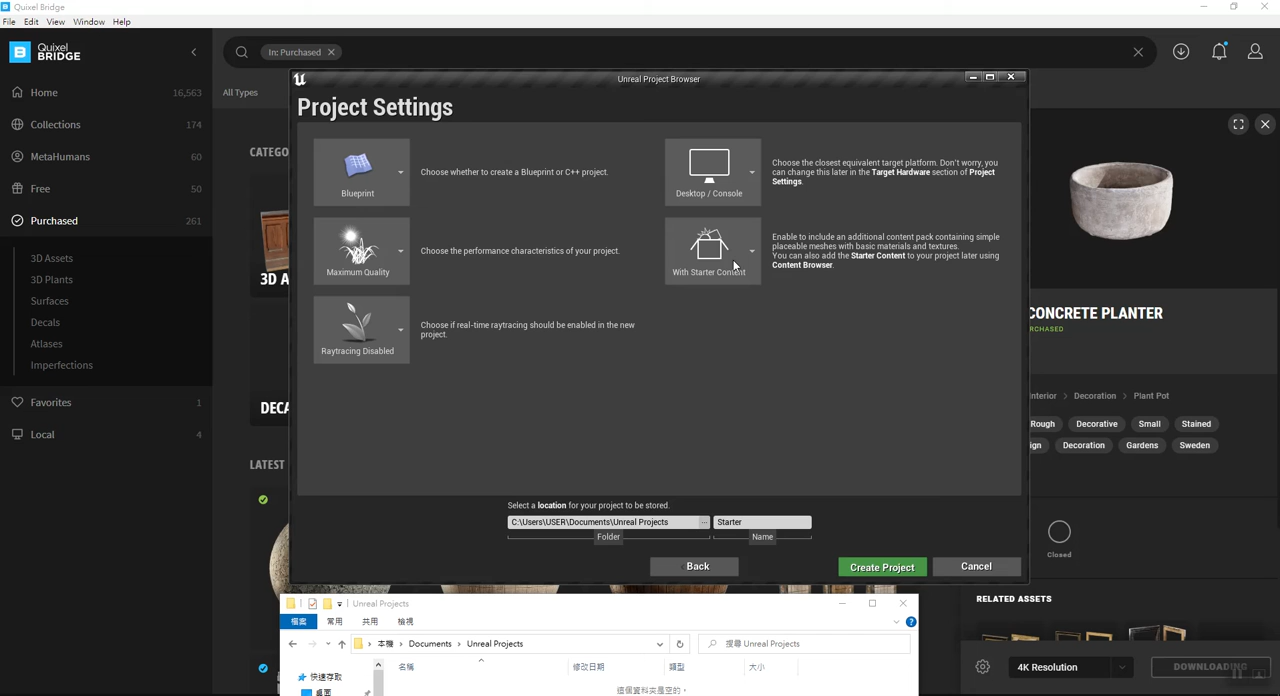 Quixel Bridge
File Edit View Window Help
Quixel
BRIDGE
In: Purchased
Home 16,563
All Types
Unreal Project Browser
Project Settings
Collections 174
MetaHumans 60
Free 50
Purchased 261
3D Assets
3D Plants
Surfaces
Decals
Atlases
Imperfections
Favorites 1
Local 4
CATEGO
3D A
DECA
LATEST
Blueprint
Choose whether to create a Blueprint or C++ project.
Desktop / Console
Choose the closest equivalent target platform. Don't worry, you
can change this later in the Target Hardware section of Project
Settings.
Maximum Quality
Choose the performance characteristics of your project.
With Starter Content
Enable to include an additional content pack containing simple
placeable meshes with basic materials and textures.
You can also add the Starter Content to your project later using
Content Browser.
Raytracing Disabled
Choose if real-time raytracing should be enabled in the new
project.
Select a location for your project to be stored.
C:\Users\USER\Documents\Unreal Projects ... Starter
Folder Name
Back Create Project Cancel
CONCRETE PLANTER
RCHASED
nterior > Decoration > Plant Pot
Rough Decorative Small Stained
ign Decoration Gardens Sweden
Closed
RELATED ASSETS
4K Resolution DOWNLOADING
Unreal Projects
檔案 常用 共用 檢視
本機 > Documents > Unreal Projects
搜尋 Unreal Projects
名稱 修改日期 類型 大小
快速存取
桌面
這個資料夾是空的。